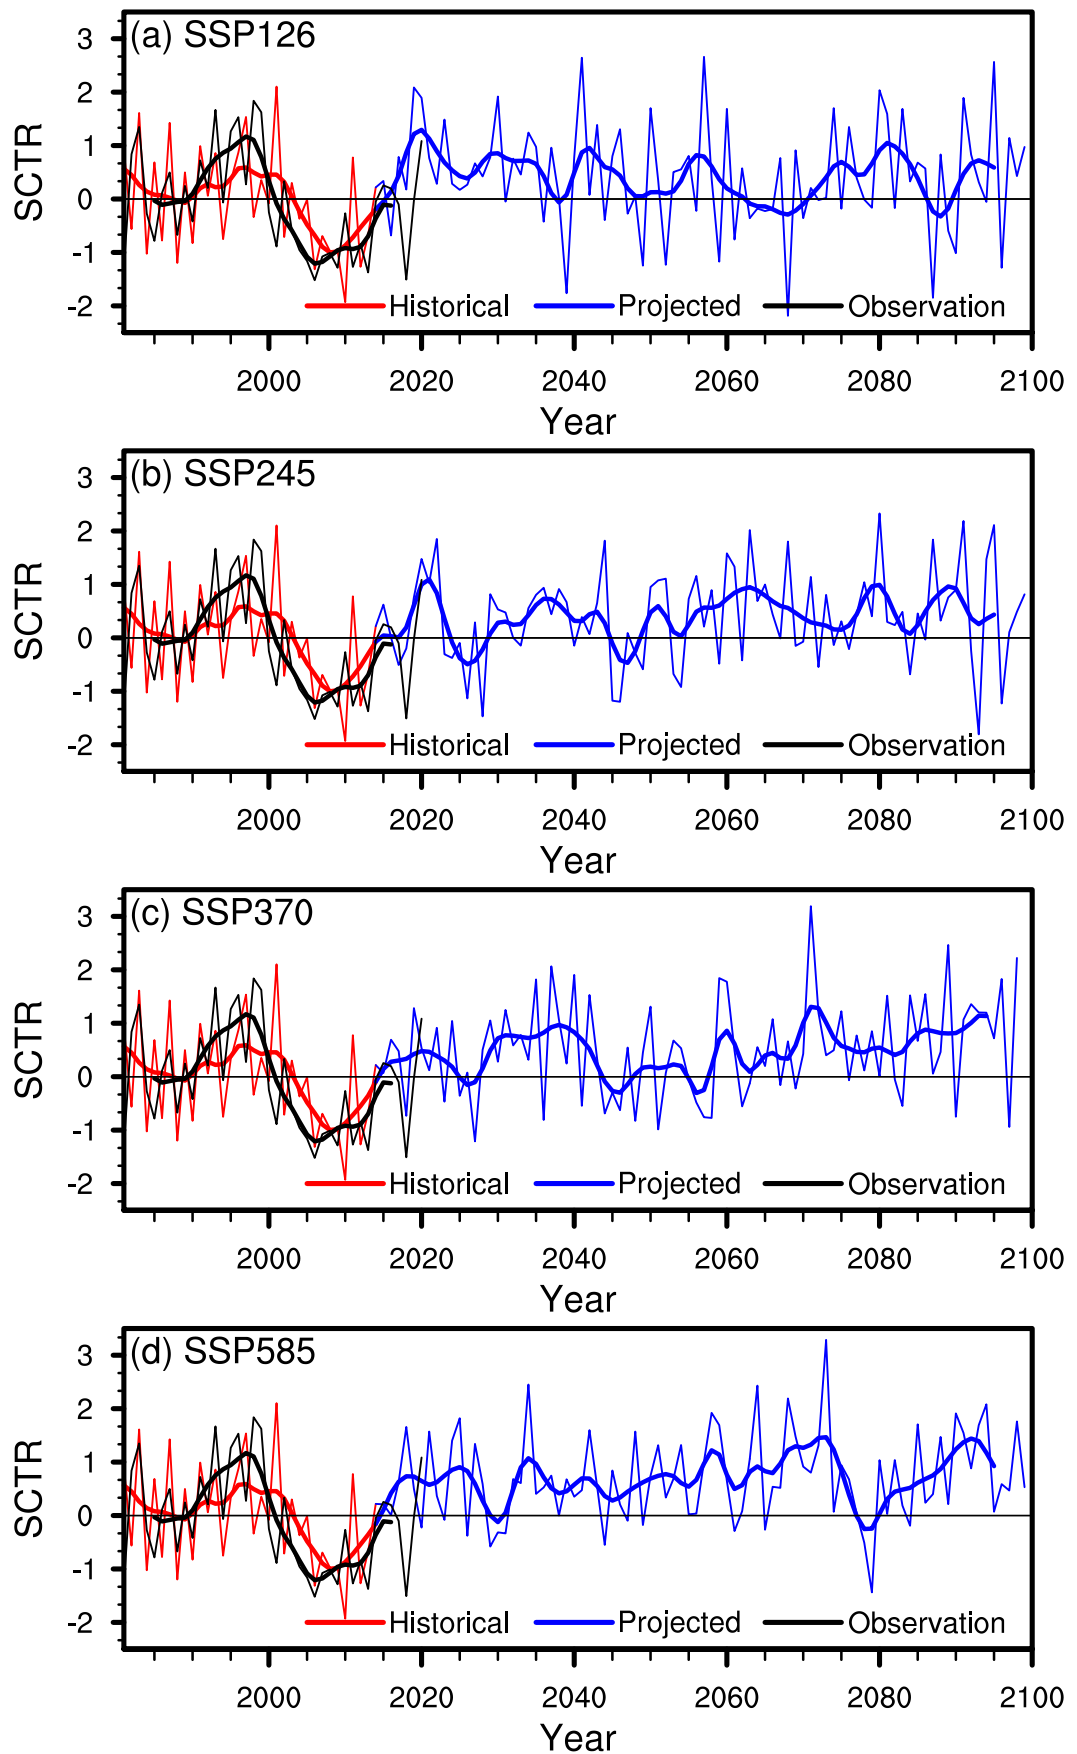 (a) SSP126
3
2
1
0
-1
-2
SCTR
Historical Projected Observation
2000 2020 2040 2060 2080 2100
Year
(b) SSP245
3
2
1
0
-1
-2
SCTR
Historical Projected Observation
2000 2020 2040 2060 2080 2100
Year
(c) SSP370
3
2
1
0
-1
-2
SCTR
Historical Projected Observation
2000 2020 2040 2060 2080 2100
Year
(d) SSP585
3
2
1
0
-1
-2
SCTR
Historical Projected Observation
2000 2020 2040 2060 2080 2100
Year